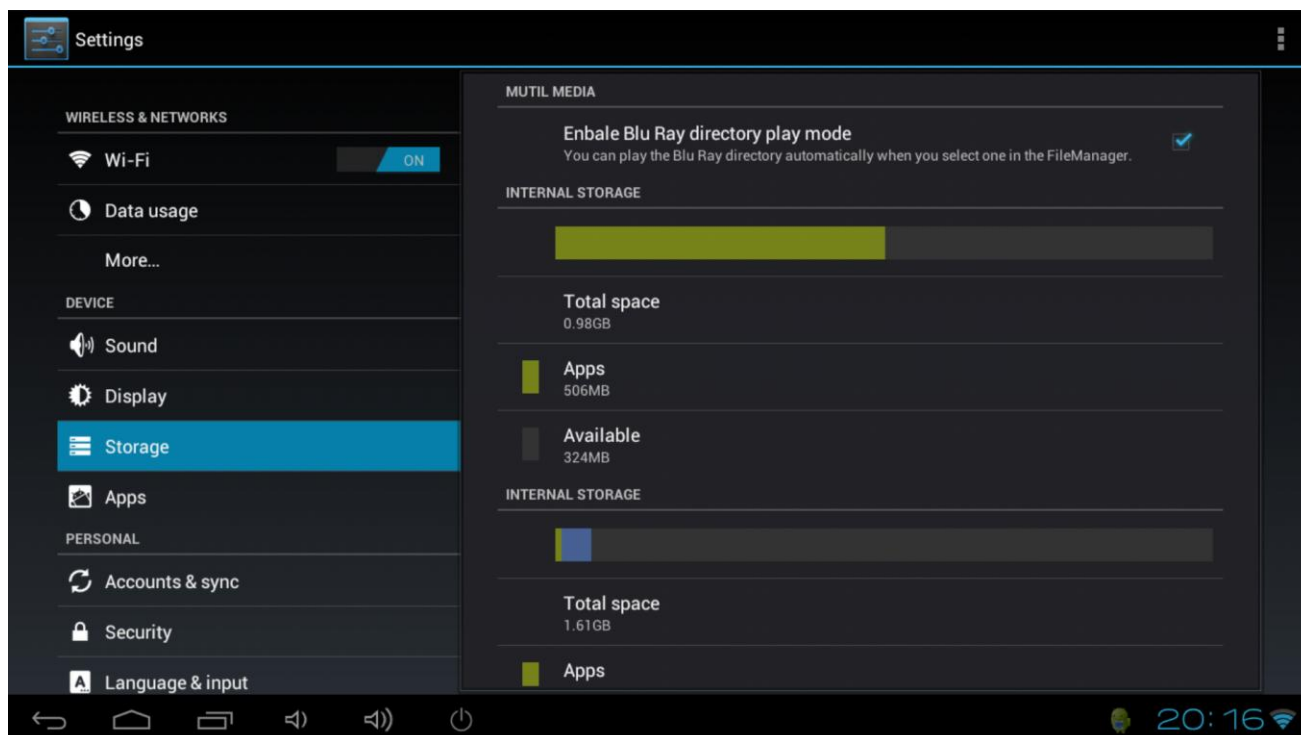 Settings
WIRELESS & NETWORKS
Wi-Fi
ON
Data usage
More...
DEVICE
Sound
Display
Storage
Apps
PERSONAL
Accounts & sync
Security
A
Language & input
MUTIL MEDIA
Enbale Blu Ray directory play mode
You can play the Blu Ray directory automatically when you select one in the FileManager.
INTERNAL STORAGE
Total space
0.98GB
Apps
506MB
Available
324MB
INTERNAL STORAGE
Total space
1.61GB
Apps
20:16